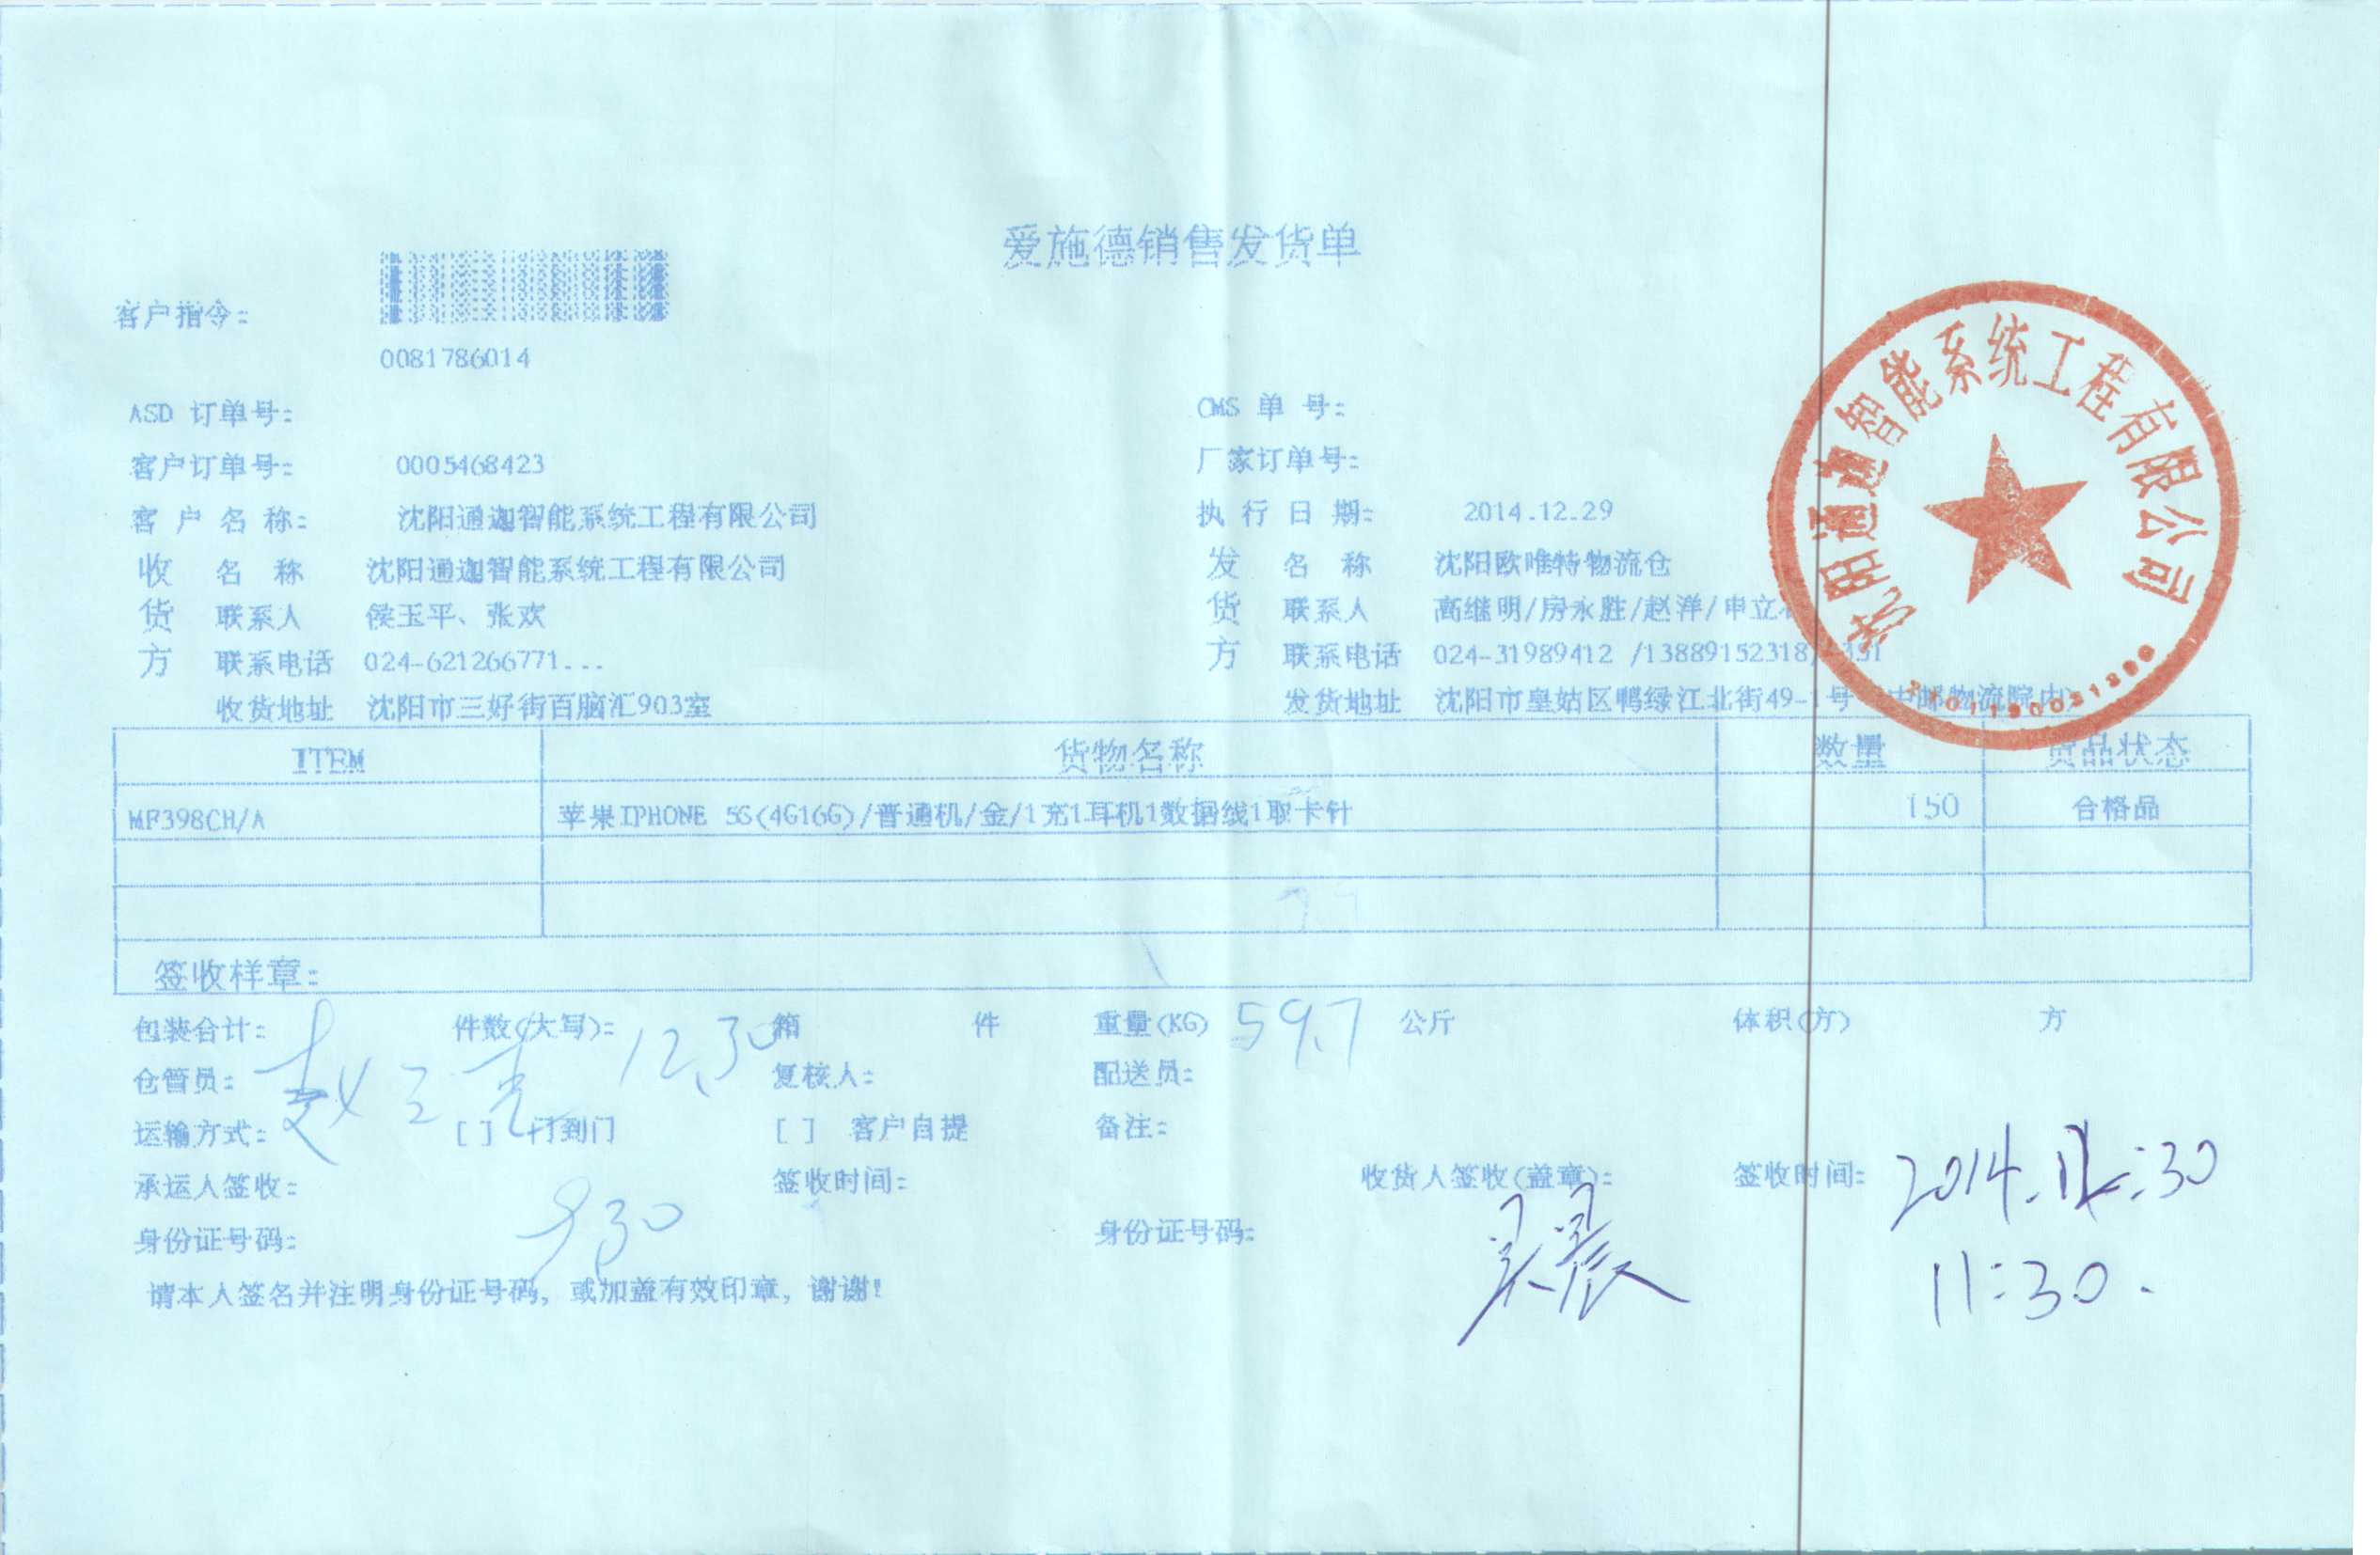 爱施德销售发货单
客户指令:
0081786014
ASD 订单号:
CMS 单 号:
客户订单号: 0005468423
厂家订单号:
客 户 名 称: 沈阳通迦智能系统工程有限公司
执 行 日 期: 2014.12.29
收货方 名 称 沈阳通迦智能系统工程有限公司
发货方 名 称 沈阳欧唯特物流仓
联系人 侯玉平、张欢
联系人 高继明/房永胜/赵洋/申立
联系电话 024-621266771...
联系电话 024-31989412 /13889152318
收货地址 沈阳市三好街百脑汇903室
发货地址 沈阳市皇姑区鸭绿江北街49-1号 中邮物流院内
沈阳通迦智能系统工程有限公司
ITEM 货物名称 数量 货品状态
MF398CH/A 苹果IPHONE 5S(4G16G)/普通机/金/1充1耳机1数据线1取卡针 150 合格品
签收样章:
包装合计: 件数(大写): 箱 件 重量(KG) 59.7 公斤 体积(方) 方
仓管员: 12.30 复核人: 配送员:
运输方式: [ ] 门到门 [ ] 客户自提 备注:
承运人签收: 签收时间: 收货人签收(盖章): 签收时间: 2014.12.30
11:30.
身份证号码: 930 身份证号码:
请本人签名并注明身份证号码，或加盖有效印章，谢谢!